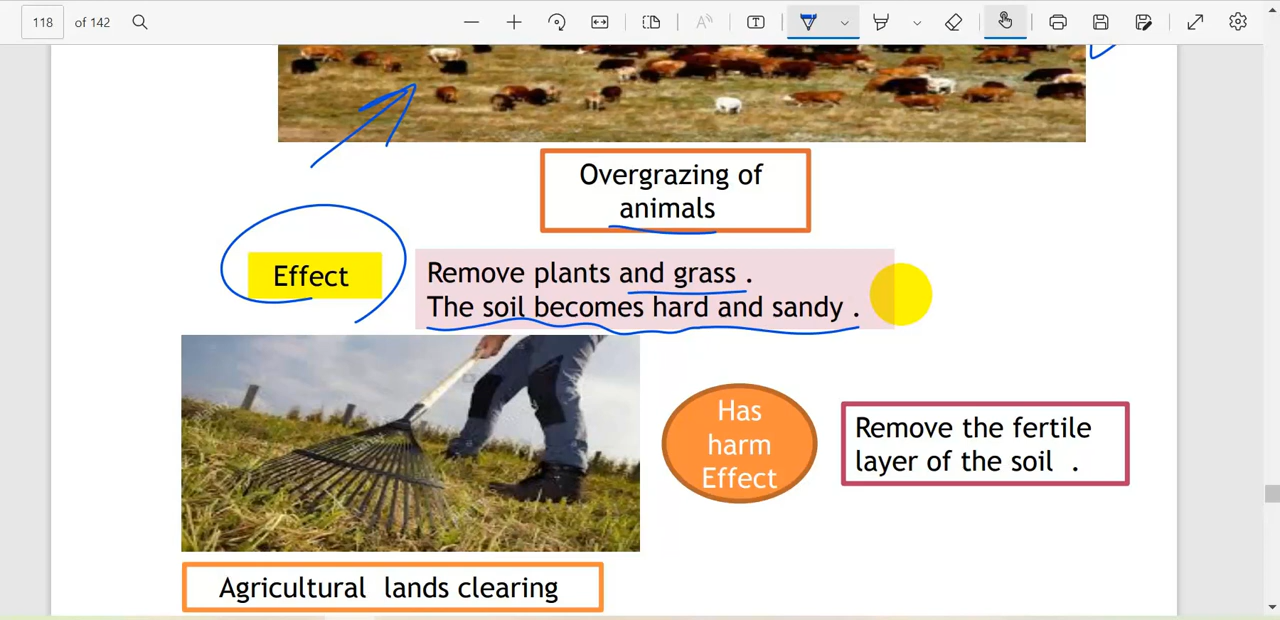 118 of 142
Overgrazing of
animals
Effect
Remove plants and grass .
The soil becomes hard and sandy .
Has
harm
Effect
Remove the fertile
layer of the soil .
Agricultural lands clearing